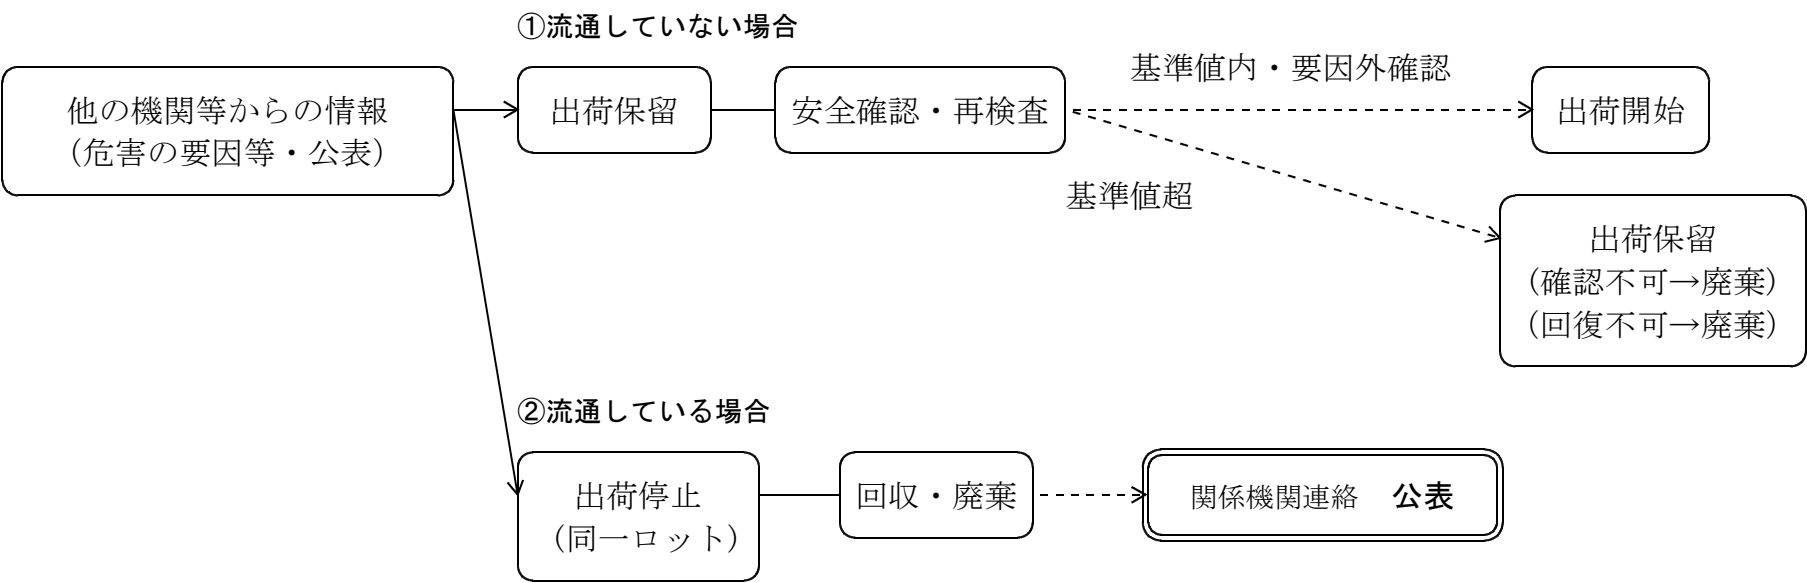 ①流通していない場合
他の機関等からの情報
（危害の要因等・公表）
出荷保留
安全確認・再検査
基準値内・要因外確認
出荷開始
基準値超
出荷保留
（確認不可→廃棄）
（回復不可→廃棄）
②流通している場合
出荷停止
（同一ロット）
回収・廃棄
関係機関連絡　公表